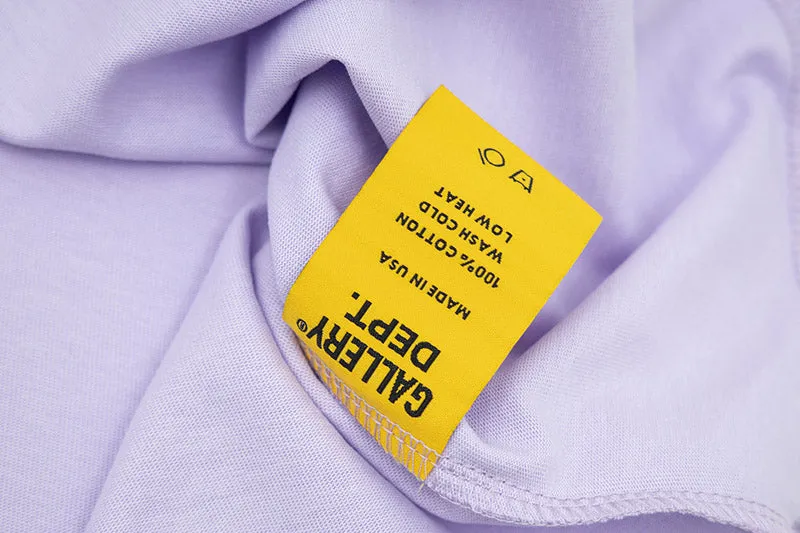 GALLERY®
DEPT.
MADE IN USA
100% COTTON
WASH COLD
LOW HEAT